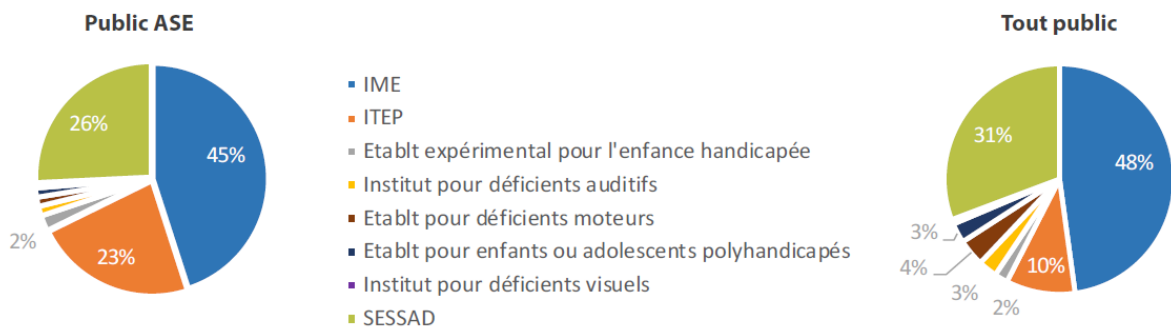 Public ASE
26%
45%
2%
23%
IME
ITEP
Etablt expérimental pour l'enfance handicapée
Institut pour déficients auditifs
Etablt pour déficients moteurs
Etablt pour enfants ou adolescents polyhandicapés
Institut pour déficients visuels
SESSAD
Tout public
31%
48%
3%
4%
3%
2%
10%